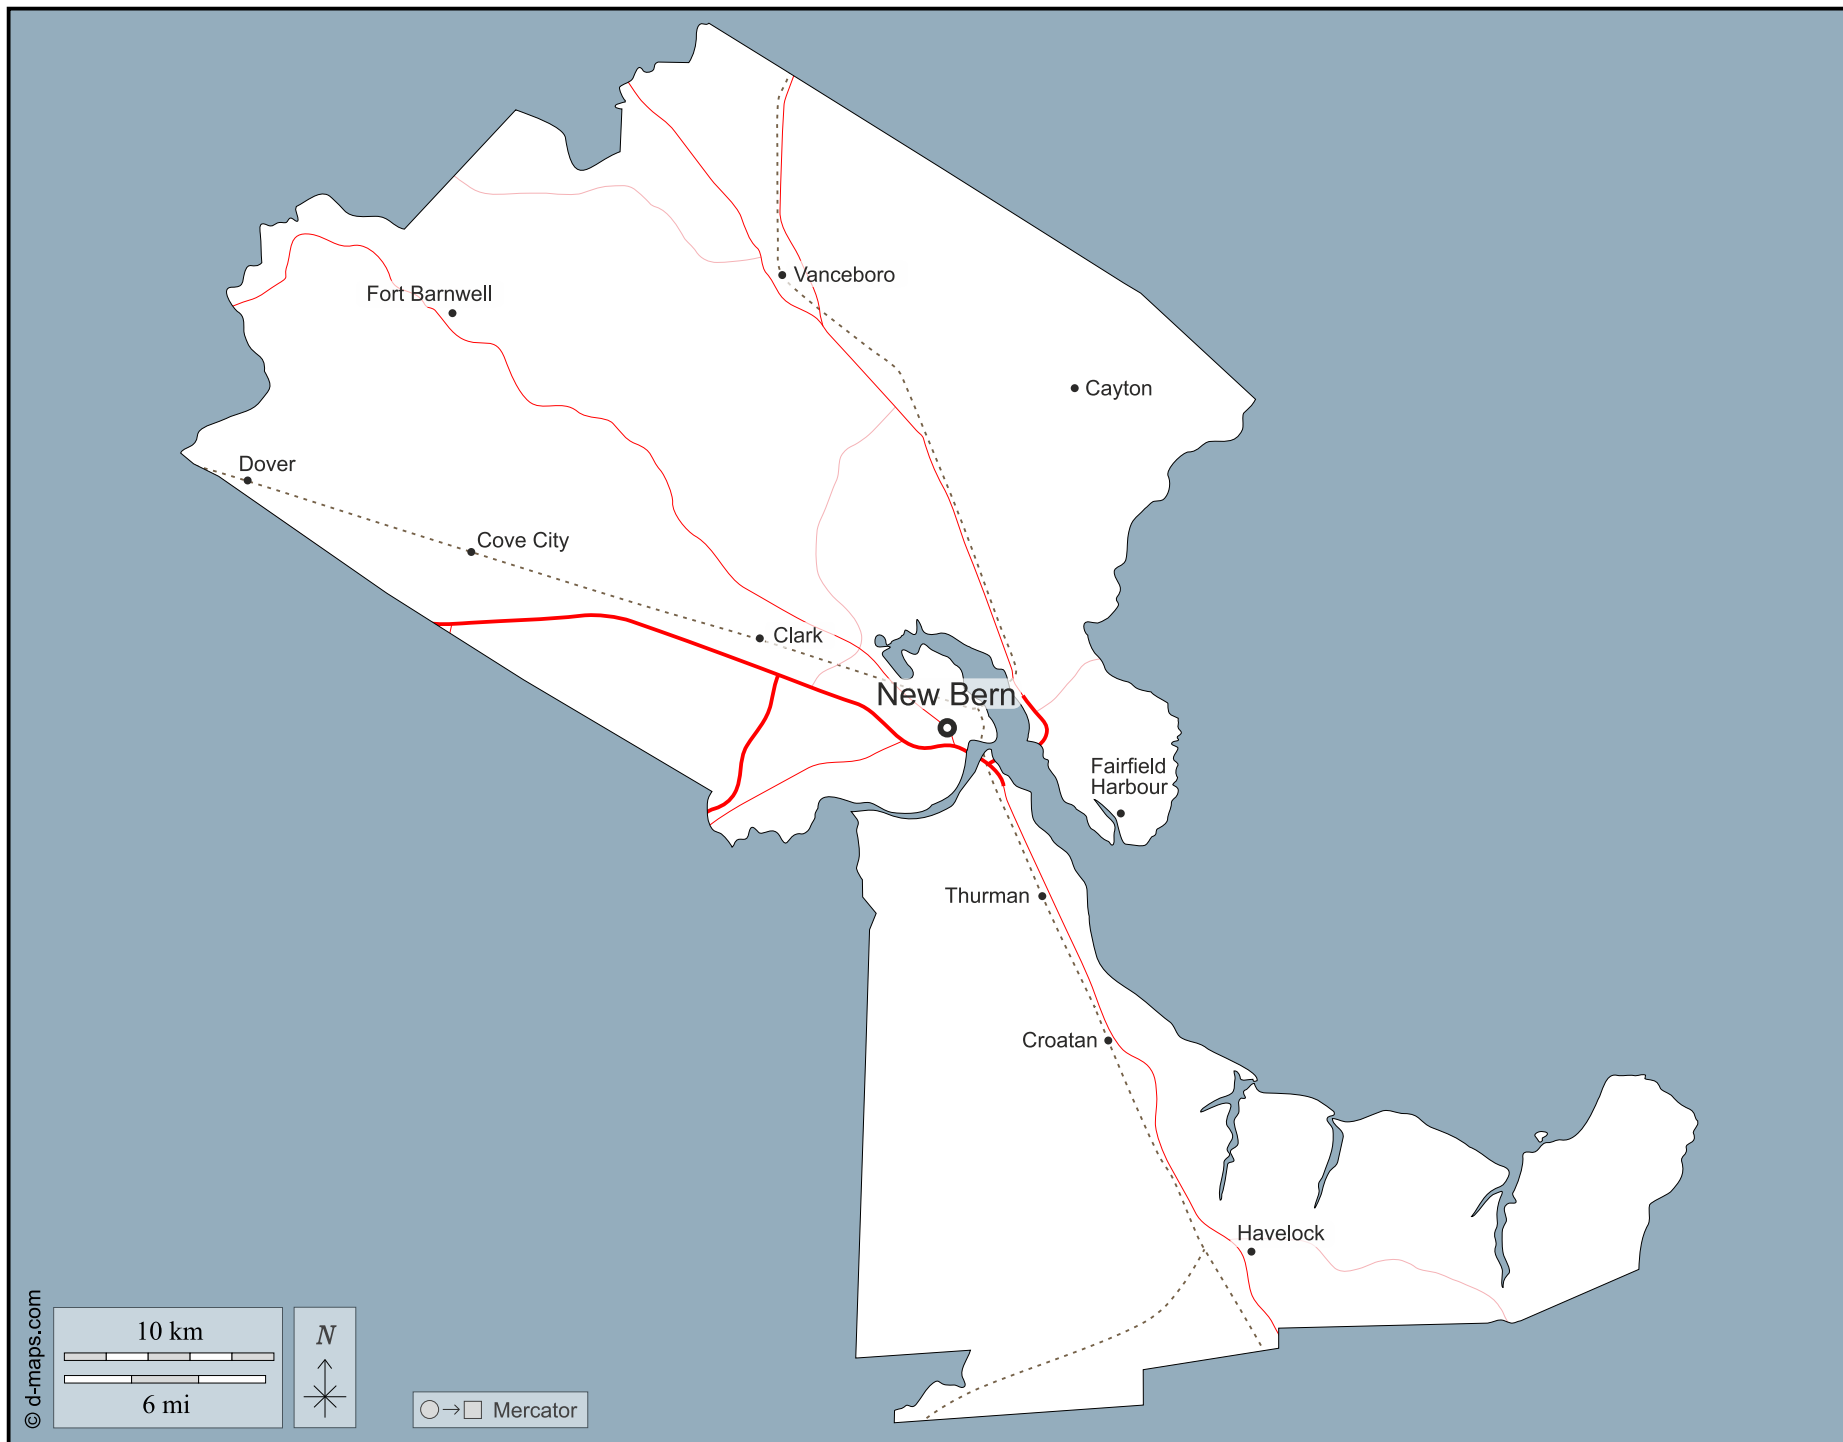 Vanceboro
Fort Barnwell
Cayton
Dover
Cove City
Clark
New Bern
Fairfield
Harbour
Thurman
Croatan
Havelock
© d-maps.com
10 km
6 mi
N
Mercator